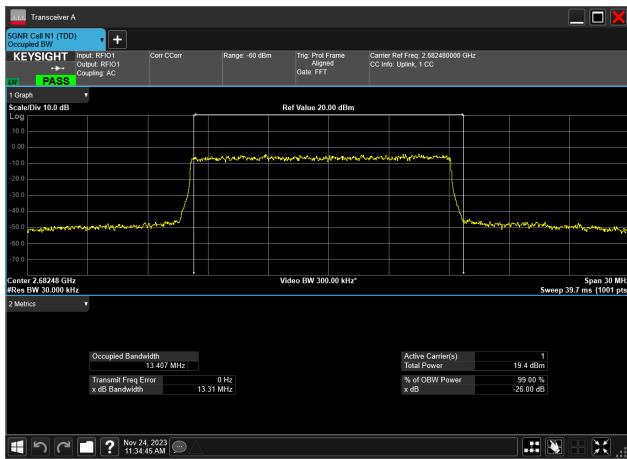 Transceiver A
5GNR Cell N1 (TDD)
Occupied BW
+
KEYSIGHT
LXI
PASS
Input: RFIO1
Output: RFIO1
Coupling: AC
Corr CCorr
Range: -60 dBm
Trig: Prot Frame
Aligned
Gate: FFT
Carrier Ref Freq: 2.682480000 GHz
CC Info: Uplink, 1 CC
1 Graph
Scale/Div 10.0 dB
Ref Value 20.00 dBm
Log
10.0
0.00
-10.0
-20.0
-30.0
-40.0
-50.0
-60.0
-70.0
Center 2.68248 GHz
Video BW 300.00 kHz*
Span 30 MHz
#Res BW 30.000 kHz
Sweep 39.7 ms (1001 pts
2 Metrics
Occupied Bandwidth
13.407 MHz
Transmit Freq Error 0 Hz
x dB Bandwidth 13.31 MHz
Active Carrier(s) 1
Total Power 19.4 dBm
% of OBW Power 99.00 %
x dB -26.00 dB
?
Nov 24, 2023
11:34:45 AM